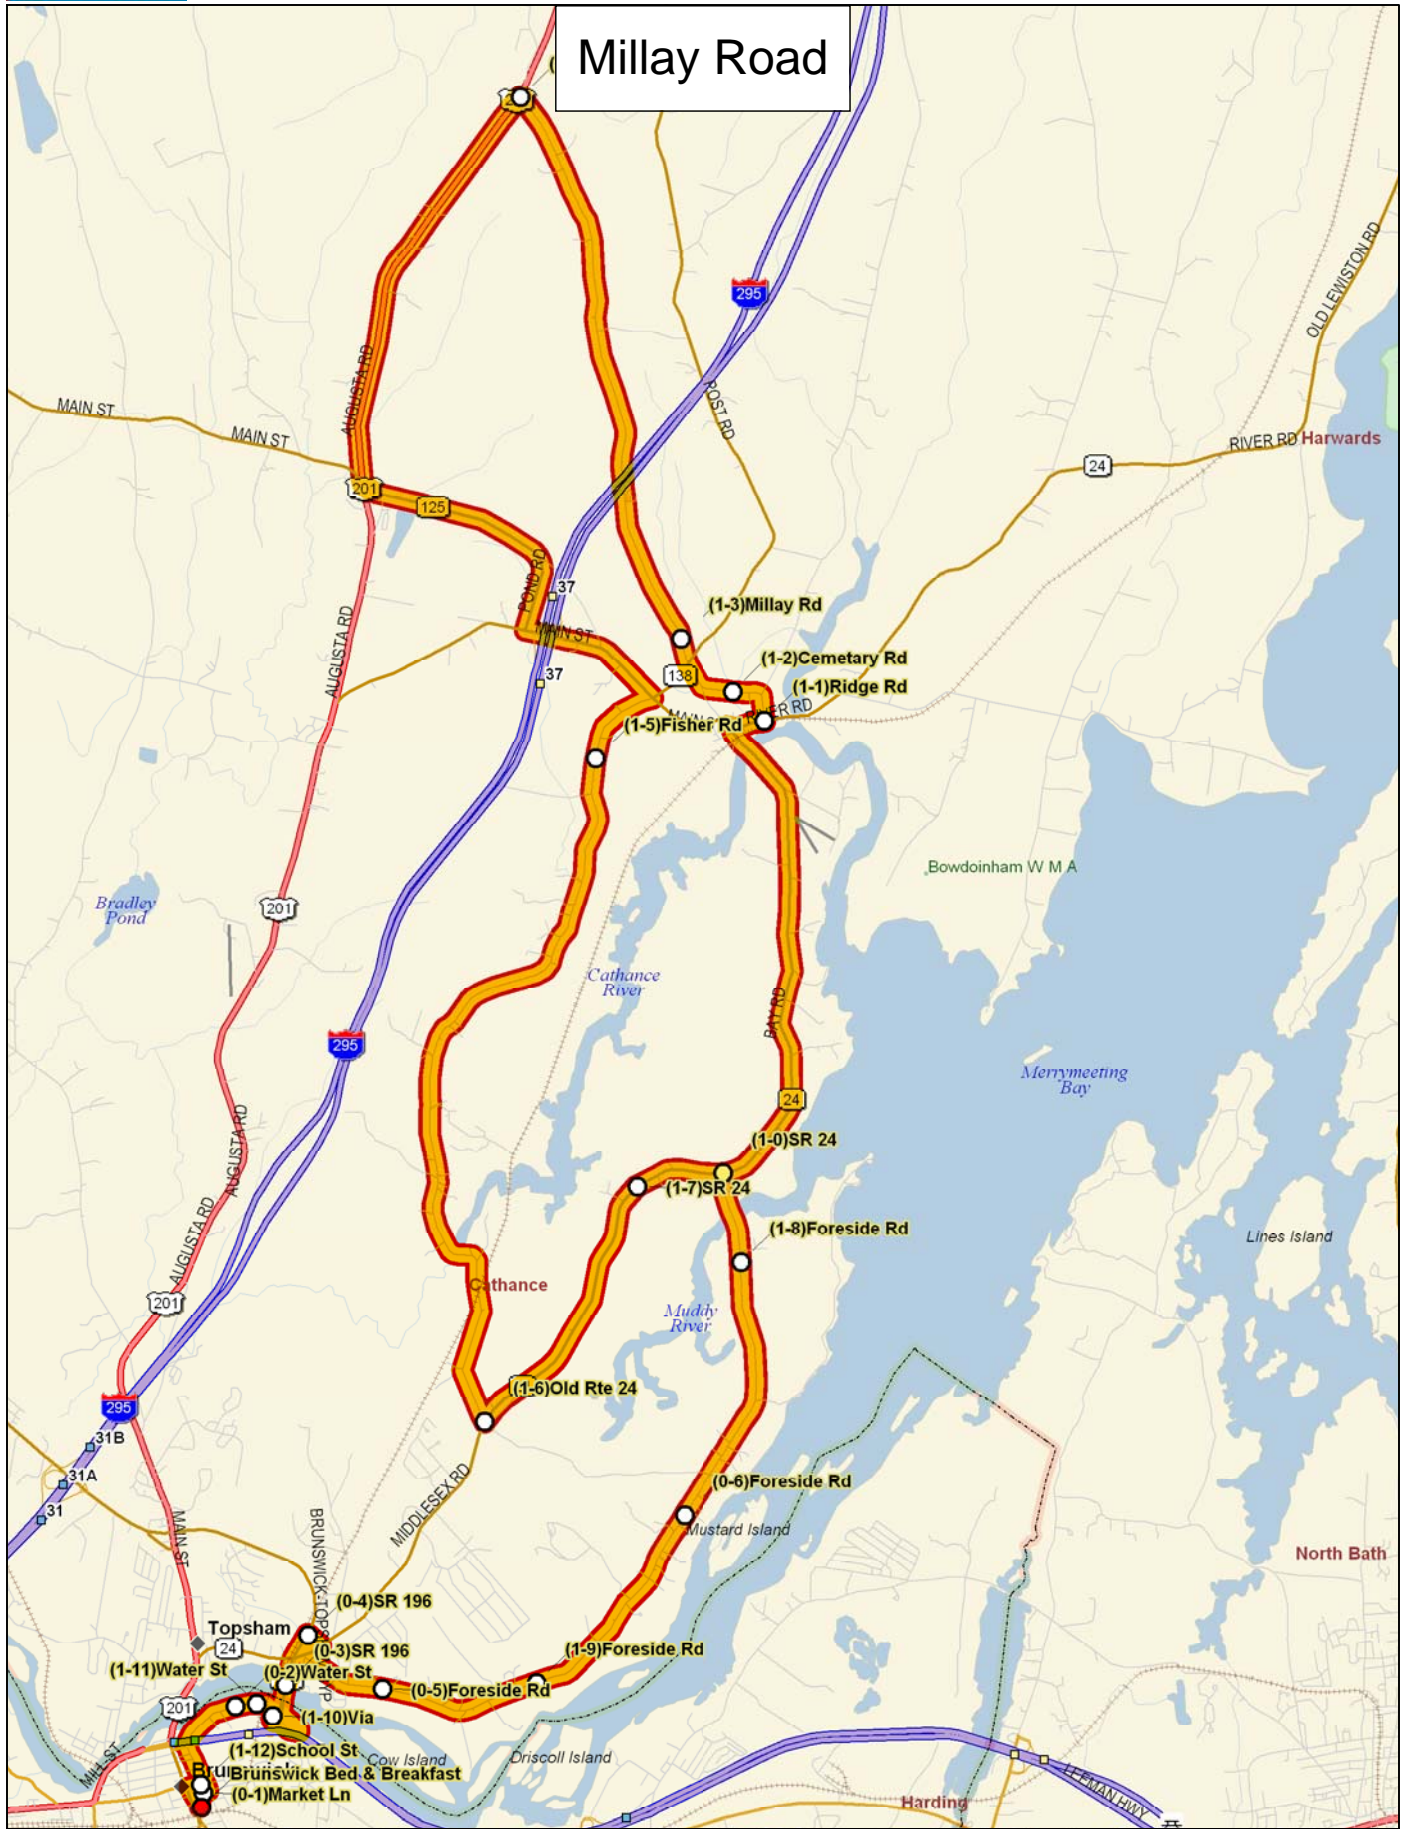 Millay Road
(
295
OLD LEWISTON RD
AUGUSTA RD
POST RD
MAIN ST
MAIN ST
RIVER RD
Harwards
24
201
125
POND RD
37
MAIN ST
(1-3)Millay Rd
AUGUSTA RD
(1-2)Cemetary Rd
37
138
(1-1)Ridge Rd
RIVER RD
(1-5)Fisher Rd
Bowdoinham W M A
Bradley
Pond
201
Cathance
River
BAY RD
295
Merrymeeting
Bay
24
AUGUSTA RD
(1-0)SR 24
(1-7)SR 24
AUGUSTA RD
(1-8)Foreside Rd
Lines Island
Cathance
201
Muddy
River
(1-6)Old Rte 24
295
31B
31A
(0-6)Foreside Rd
31
MIDDLESEX RD
Mustard Island
MAIN ST
North Bath
(0-4)SR 196
Topsham
24
(0-3)SR 196
(1-9)Foreside Rd
(1-11)Water St
(0-2)Water St
(0-5)Foreside Rd
201
(1-10)Via
(1-12)School St
Cow Island
Driscoll Island
MILL ST
Brunswick Bed & Breakfast
(0-1)Market Ln
Harding
LEEMAN HWY